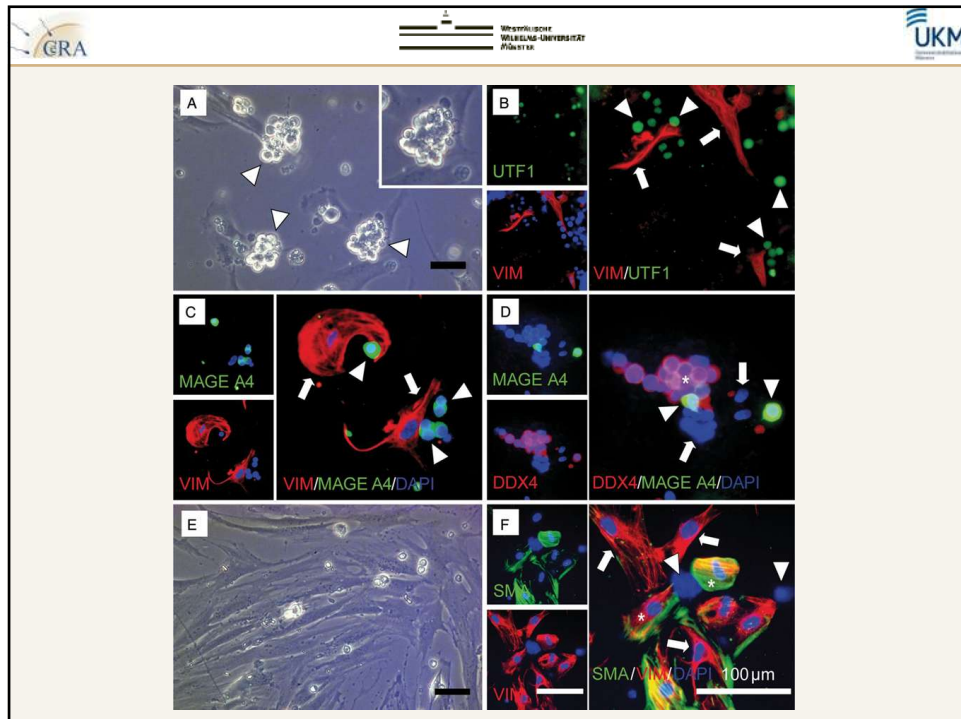 CeRA
WESTFÄLISCHE
WILHELMS-UNIVERSITÄT
MÜNSTER
UKM
A
B
UTF1
VIM
VIM/UTF1
C
MAGE A4
VIM
VIM/MAGE A4/DAPI
D
MAGE A4
DDX4
DDX4/MAGE A4/DAPI
E
F
SMA
VIM
SMA/VIM/DAPI 100 µm